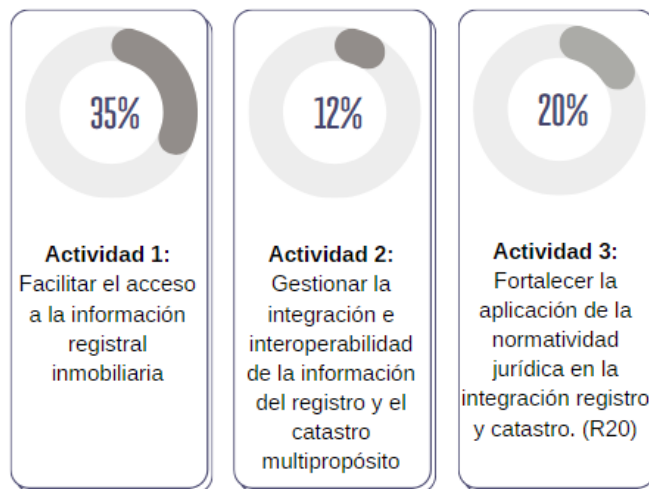 35%
Actividad 1:
Facilitar el acceso
a la información
registral
inmobiliaria
12%
Actividad 2:
Gestionar la
integración e
interoperabilidad
de la información
del registro y el
catastro
multipropósito
20%
Actividad 3:
Fortalecer la
aplicación de la
normatividad
jurídica en la
integración registro
y catastro. (R20)